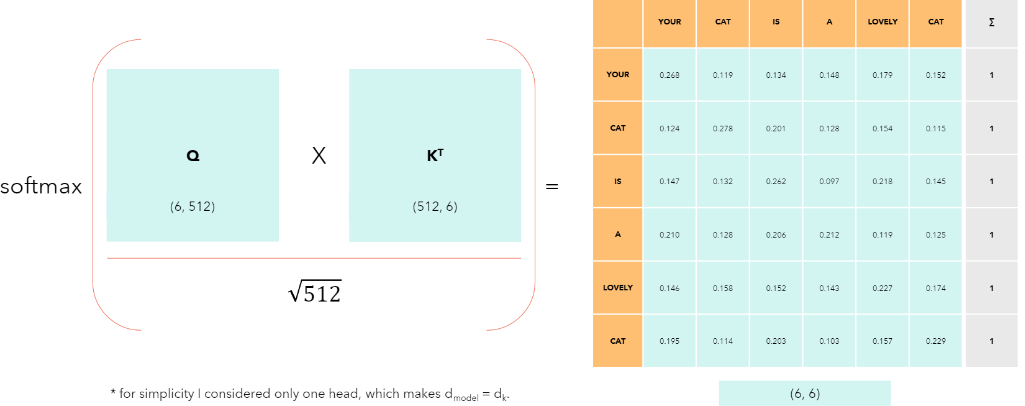 softmax
Q
(6, 512)
X
Kᵀ
(512, 6)
√512
=
* for simplicity I considered only one head, which makes dmodel = dk.
YOUR CAT IS A LOVELY CAT Σ
YOUR 0.268 0.119 0.134 0.148 0.179 0.152 1
CAT 0.124 0.278 0.201 0.128 0.154 0.115 1
IS 0.147 0.132 0.262 0.097 0.218 0.145 1
A 0.210 0.128 0.206 0.212 0.119 0.125 1
LOVELY 0.146 0.158 0.152 0.143 0.227 0.174 1
CAT 0.195 0.114 0.203 0.103 0.157 0.229 1
(6, 6)